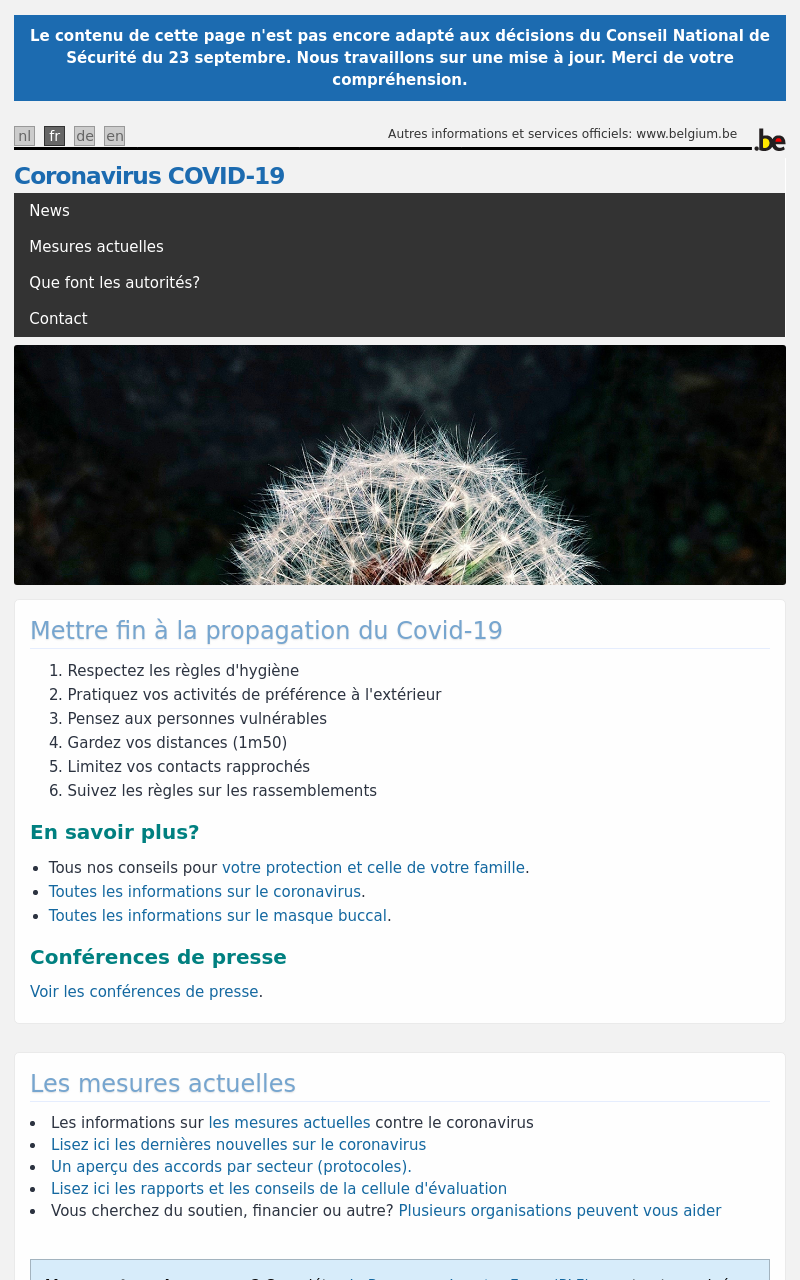 Le contenu de cette page n'est pas encore adapté aux décisions du Conseil National de
Sécurité du 23 septembre. Nous travaillons sur une mise à jour. Merci de votre
compréhension.
nl fr de en
Autres informations et services officiels: www.belgium.be
.be
Coronavirus COVID-19
News
Mesures actuelles
Que font les autorités?
Contact
Mettre fin à la propagation du Covid-19
1. Respectez les règles d'hygiène
2. Pratiquez vos activités de préférence à l'extérieur
3. Pensez aux personnes vulnérables
4. Gardez vos distances (1m50)
5. Limitez vos contacts rapprochés
6. Suivez les règles sur les rassemblements
En savoir plus?
• Tous nos conseils pour votre protection et celle de votre famille.
• Toutes les informations sur le coronavirus.
• Toutes les informations sur le masque buccal.
Conférences de presse
Voir les conférences de presse.
Les mesures actuelles
• Les informations sur les mesures actuelles contre le coronavirus
• Lisez ici les dernières nouvelles sur le coronavirus
• Un aperçu des accords par secteur (protocoles).
• Lisez ici les rapports et les conseils de la cellule d'évaluation
• Vous cherchez du soutien, financier ou autre? Plusieurs organisations peuvent vous aider